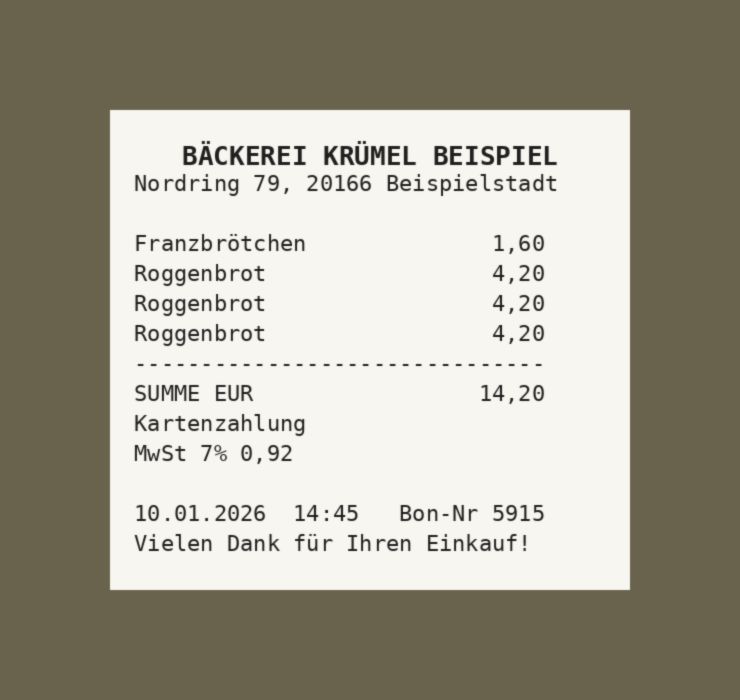 BÄCKEREI KRÜMEL BEISPIEL
Nordring 79, 20166 Beispielstadt
Franzbrötchen 1,60
Roggenbrot 4,20
Roggenbrot 4,20
Roggenbrot 4,20
-------------------------------
SUMME EUR 14,20
Kartenzahlung
MwSt 7% 0,92
10.01.2026 14:45 Bon-Nr 5915
Vielen Dank für Ihren Einkauf!